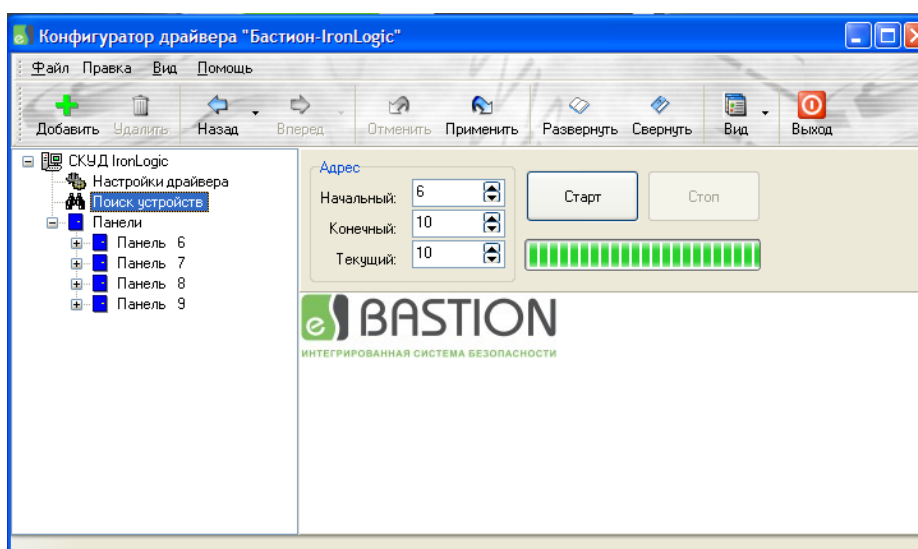 Конфигуратор драйвера "Бастион-IronLogic"
Файл Правка Вид Помощь
Добавить Удалить Назад Вперед Отменить Применить Развернуть Свернуть Вид Выход
СКУД IronLogic
Настройки драйвера
Поиск устройств
Панели
Панель 6
Панель 7
Панель 8
Панель 9
Адрес
Начальный: 6
Конечный: 10
Текущий: 10
Старт Стоп
es BASTION
ИНТЕГРИРОВАННАЯ СИСТЕМА БЕЗОПАСНОСТИ